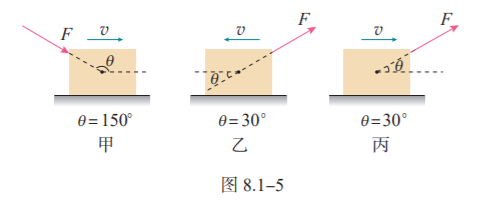 F v θ
v F θ
v F θ
θ=150° θ=30° θ=30°
甲 乙 丙
图 8.1-5